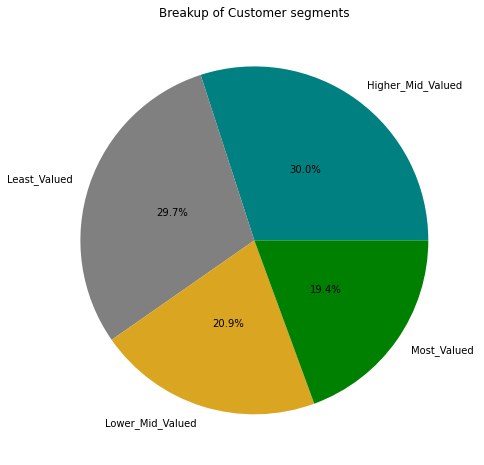 Breakup of Customer segments
Higher_Mid_Valued
30.0%
Least_Valued
29.7%
19.4%
20.9%
Most_Valued
Lower_Mid_Valued